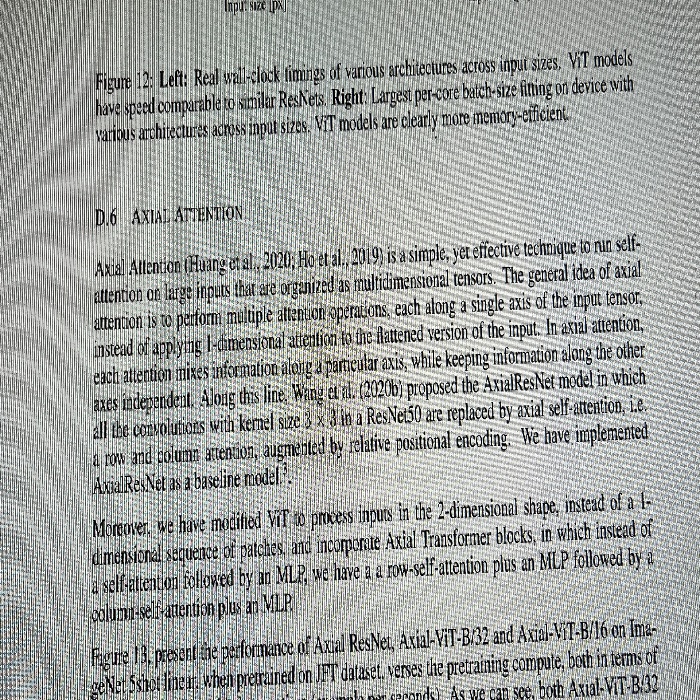 Input size [px]
Figure 12: Left: Real wall-clock timings of various architectures across input sizes. ViT models
have speed comparable to similar ResNets. Right: Largest per-core batch-size fitting on device with
various architectures across input sizes. ViT models are clearly more memory-efficient.
D.6 AXIAL ATTENTION
Axial Attention (Huang et al., 2020; Ho et al., 2019) is a simple, yet effective technique to run self-
attention on large inputs that are organized as multidimensional tensors. The general idea of axial
attention is to perform multiple attention operations, each along a single axis of the input tensor,
instead of applying 1-dimensional attention to the flattened version of the input. In axial attention,
each attention mixes information along a particular axis, while keeping information along the other
axes independent. Along this line, Wang et al. (2020b) proposed the AxialResNet model in which
all the convolutions with kernel size 3 × 3 in a ResNet50 are replaced by axial self-attention, i.e.
a row and column attention, augmented by relative positional encoding. We have implemented
AxialResNet as a baseline model.³.
Moreover, we have modified ViT to process inputs in the 2-dimensional shape, instead of a 1-
dimensional sequence of patches, and incorporate Axial Transformer blocks, in which instead of
a self-attention followed by an MLP, we have a a row-self-attention plus an MLP followed by a
column-self-attention plus an MLP.
Figure 13, present the performance of Axial ResNet, Axial-ViT-B/32 and Axial-ViT-B/16 on Ima-
geNet 5shot linear, when pretrained on JFT dataset, verses the pretraining compute, both in terms of
per seconds). As we can see, both Axial-ViT-B/32